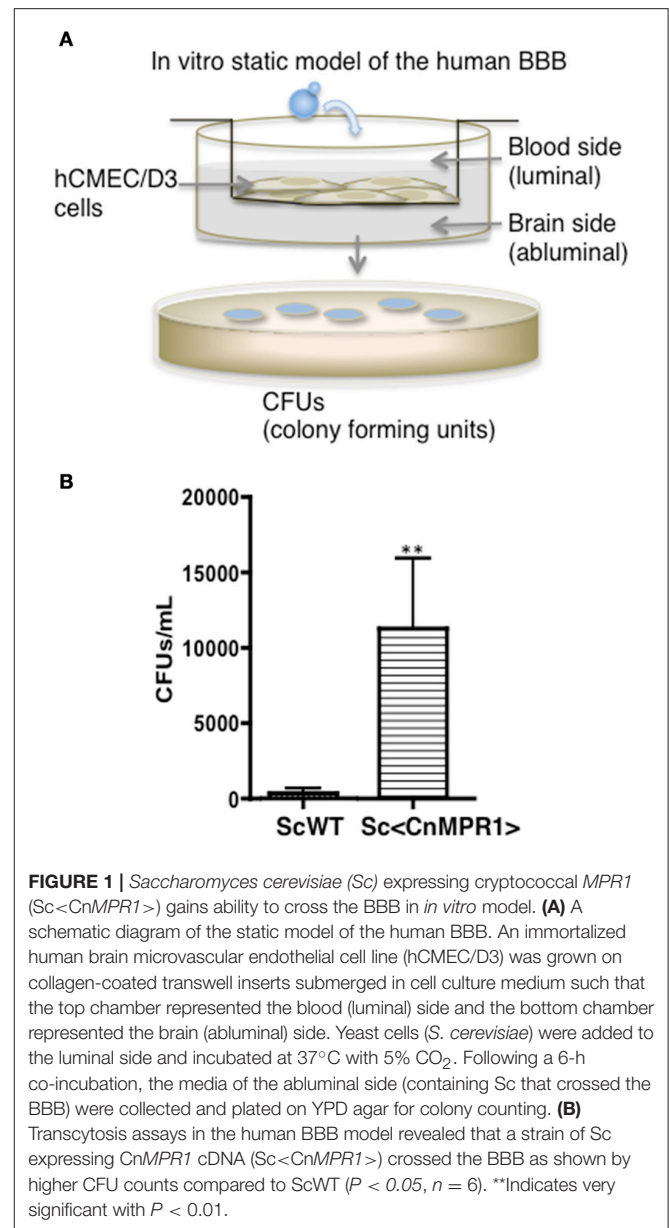 A
In vitro static model of the human BBB
hCMEC/D3
cells
Blood side
(luminal)
Brain side
(abluminal)
CFUs
(colony forming units)
B
CFUs/mL
20000
15000
10000
5000
0
**
ScWT Sc<CnMPR1>
FIGURE 1 | Saccharomyces cerevisiae (Sc) expressing cryptococcal MPR1
(Sc<CnMPR1>) gains ability to cross the BBB in in vitro model. (A) A
schematic diagram of the static model of the human BBB. An immortalized
human brain microvascular endothelial cell line (hCMEC/D3) was grown on
collagen-coated transwell inserts submerged in cell culture medium such that
the top chamber represented the blood (luminal) side and the bottom chamber
represented the brain (abluminal) side. Yeast cells (S. cerevisiae) were added to
the luminal side and incubated at 37°C with 5% CO₂. Following a 6-h
co-incubation, the media of the abluminal side (containing Sc that crossed the
BBB) were collected and plated on YPD agar for colony counting. (B)
Transcytosis assays in the human BBB model revealed that a strain of Sc
expressing CnMPR1 cDNA (Sc<CnMPR1>) crossed the BBB as shown by
higher CFU counts compared to ScWT (P < 0.05, n = 6). **Indicates very
significant with P < 0.01.